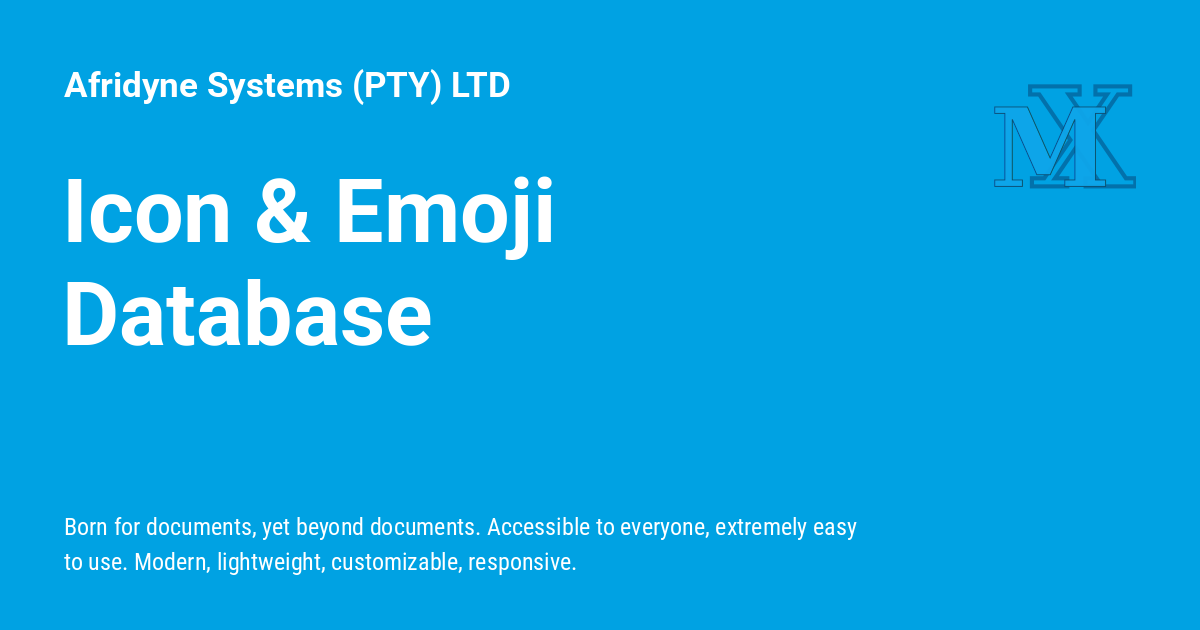 Afridyne Systems (PTY) LTD
MX
Icon & Emoji
Database
Born for documents, yet beyond documents. Accessible to everyone, extremely easy
to use. Modern, lightweight, customizable, responsive.